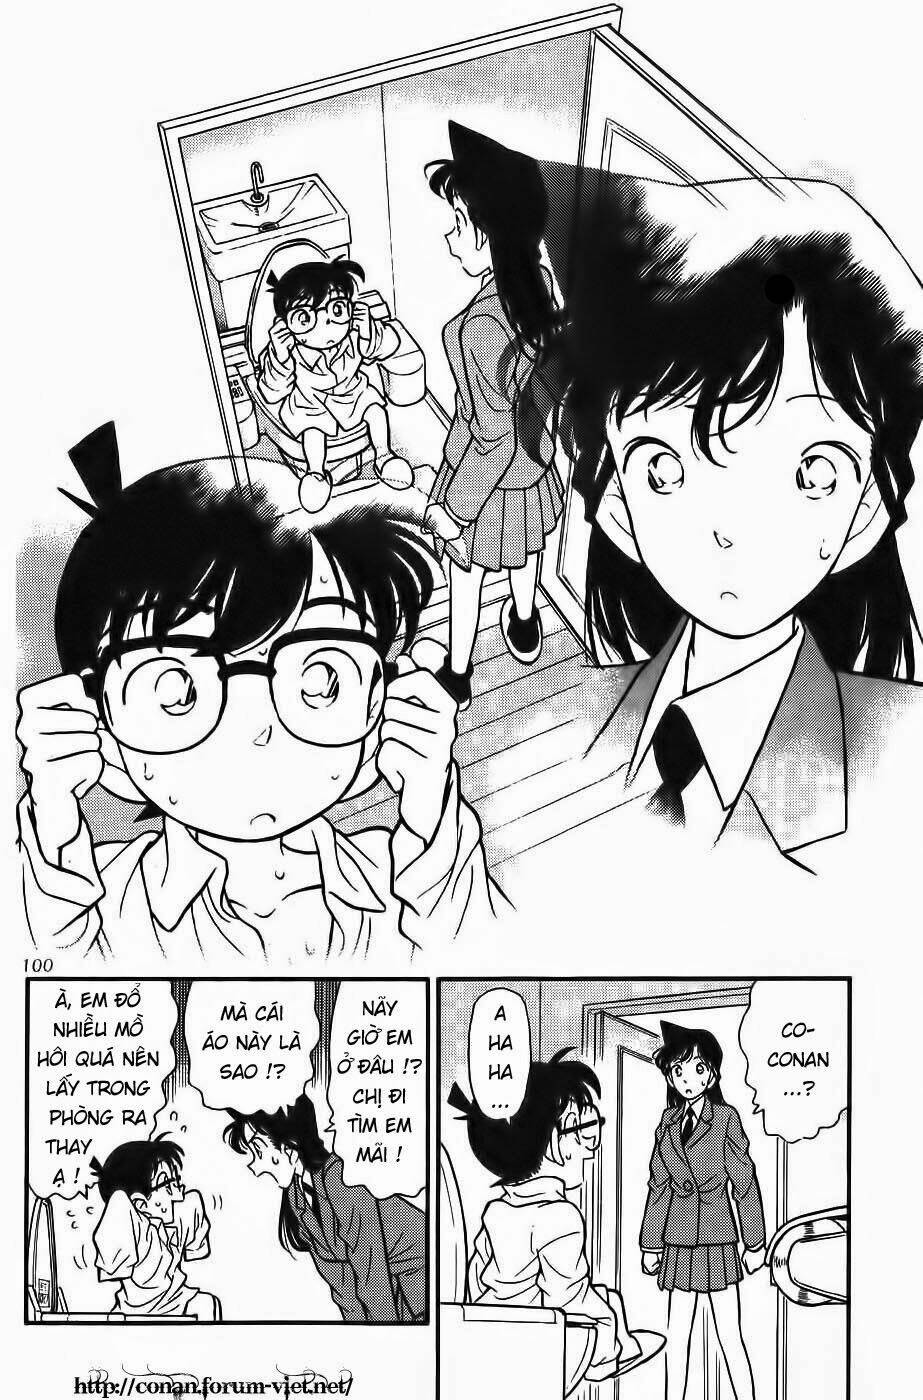 100
CO-
CONAN
...?
A
HA
HA
...
NÃY
GIỜ EM
Ở ĐÂU !?
CHỊ ĐI
TÌM EM
MÃI !
MÀ CÁI
ÁO NÀY LÀ
SAO !?
À, EM ĐỔ
NHIỀU MỒ
HÔI QUÁ NÊN
LẤY TRONG
PHÒNG RA
THAY
Ạ !
http://conan.forum-viet.net/